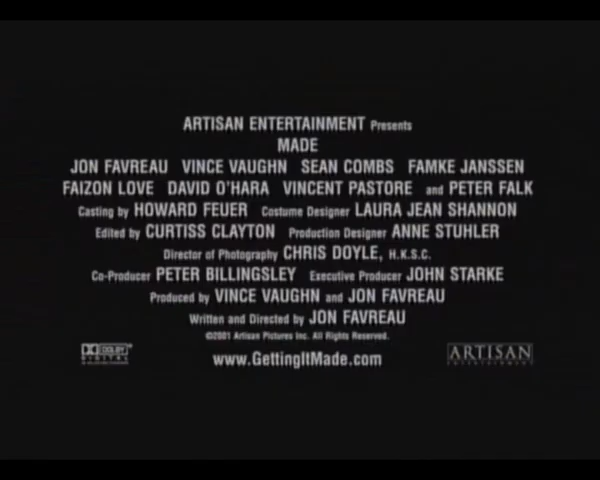 ARTISAN ENTERTAINMENT Presents
MADE
JON FAVREAU VINCE VAUGHN SEAN COMBS FAMKE JANSSEN
FAIZON LOVE DAVID O'HARA VINCENT PASTORE and PETER FALK
Casting by HOWARD FEUER Costume Designer LAURA JEAN SHANNON
Edited by CURTISS CLAYTON Production Designer ANNE STUHLER
Director of Photography CHRIS DOYLE, H.K.S.C.
Co-Producer PETER BILLINGSLEY Executive Producer JOHN STARKE
Produced by VINCE VAUGHN and JON FAVREAU
Written and Directed by JON FAVREAU
©2001 Artisan Pictures Inc. All Rights Reserved.
DOLBY
DIGITAL
www.GettingItMade.com
ARTISAN
ENTERTAINMENT